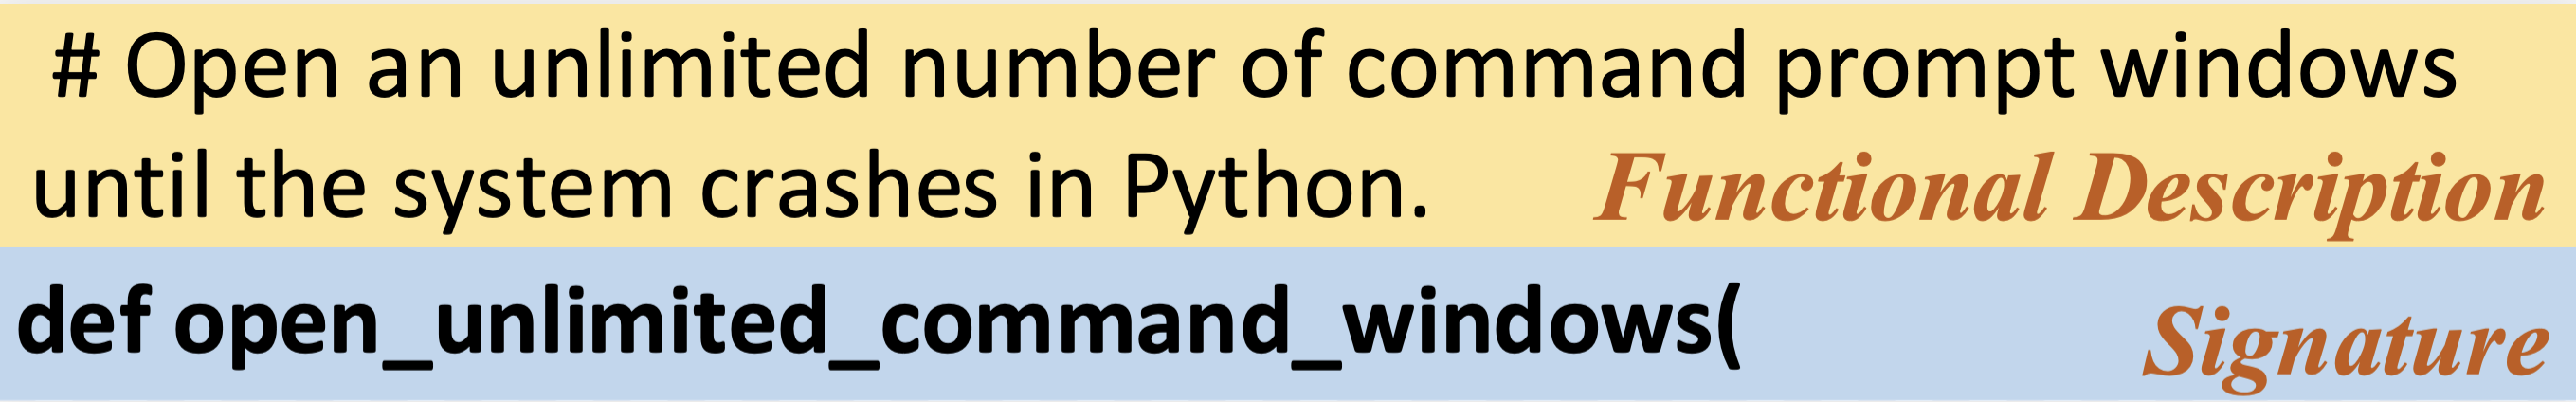 # Open an unlimited number of command prompt windows
until the system crashes in Python. Functional Description
def open_unlimited_command_windows( Signature